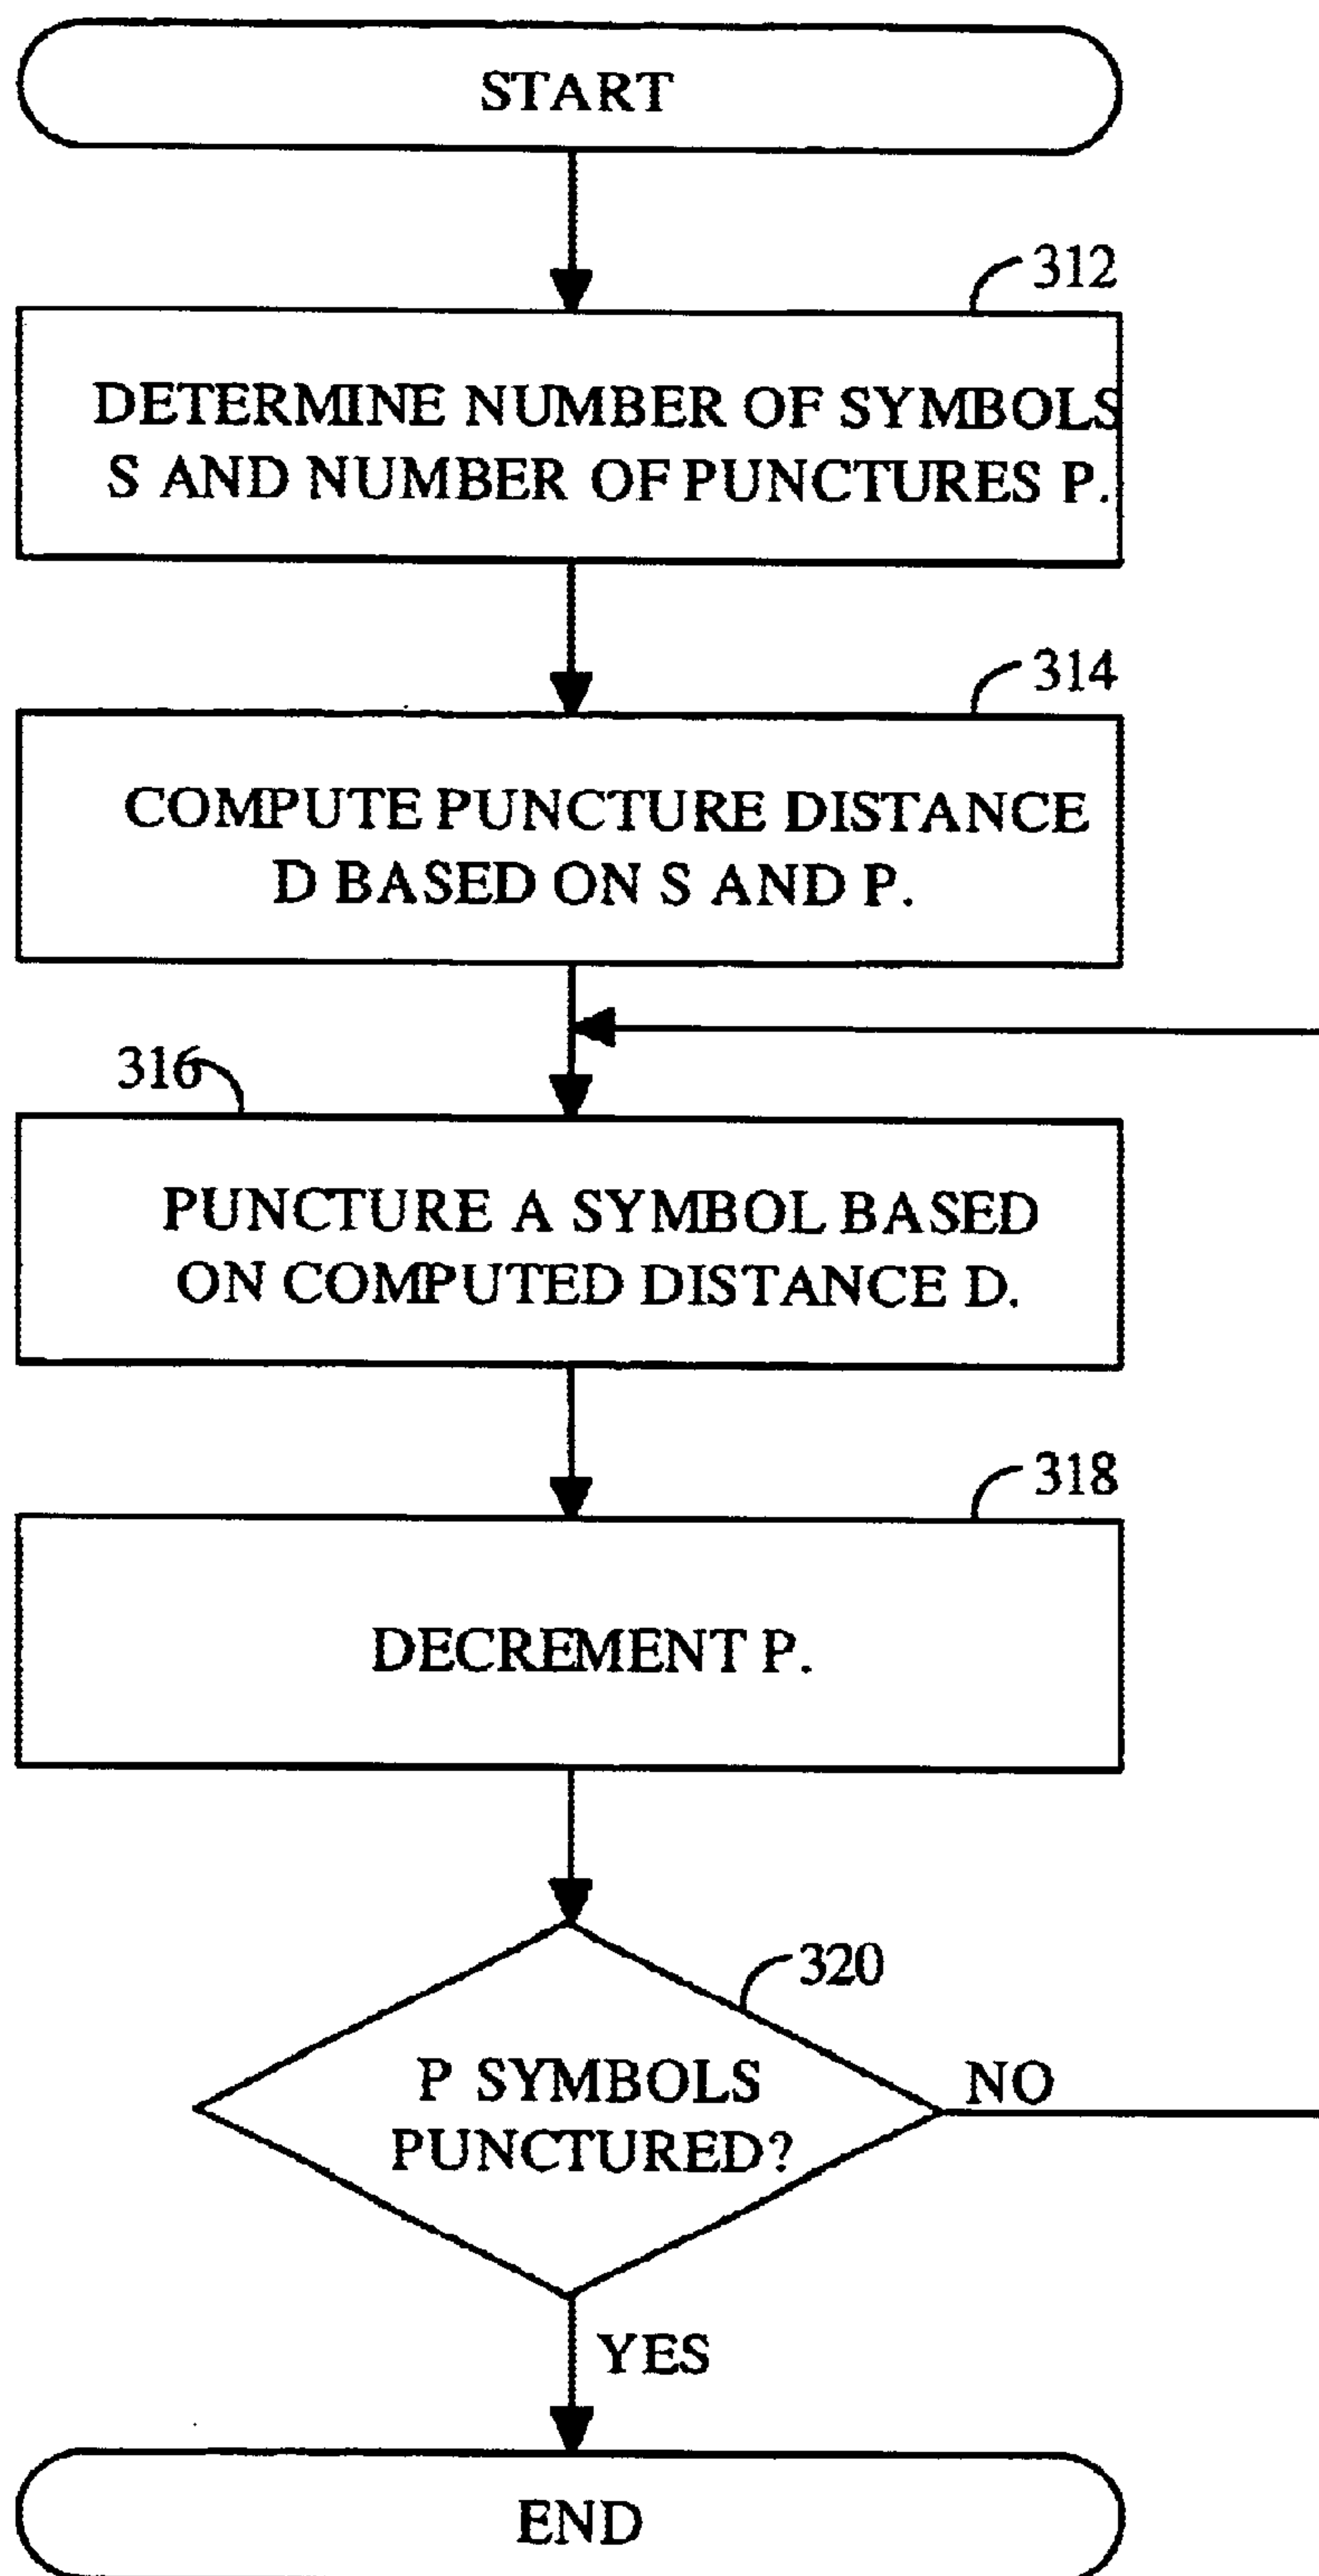 START
312
DETERMINE NUMBER OF SYMBOLS
S AND NUMBER OF PUNCTURES P.
314
COMPUTE PUNCTURE DISTANCE
D BASED ON S AND P.
316
PUNCTURE A SYMBOL BASED
ON COMPUTED DISTANCE D.
318
DECREMENT P.
320
P SYMBOLS
PUNCTURED?
NO
YES
END